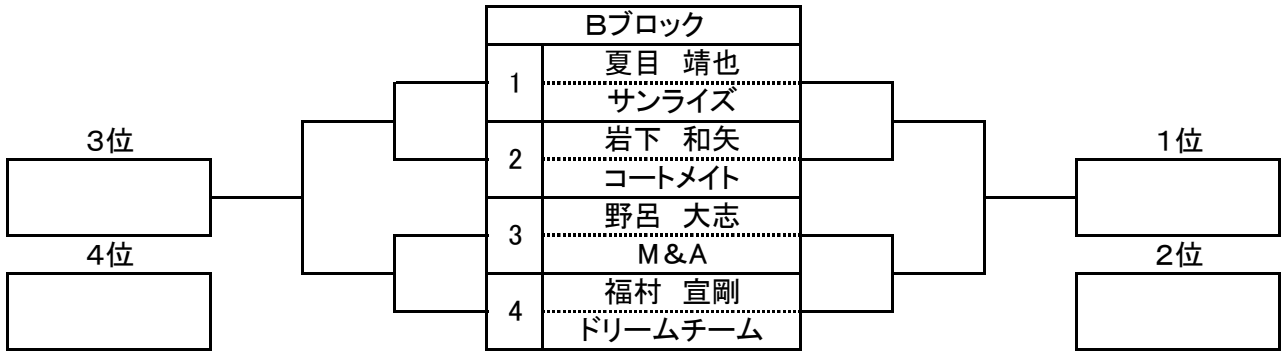 Ｂブロック
1
夏目　靖也
サンライズ
2
岩下　和矢
コートメイト
3
野呂　大志
Ｍ＆Ａ
4
福村　宣剛
ドリームチーム
３位
４位
１位
２位